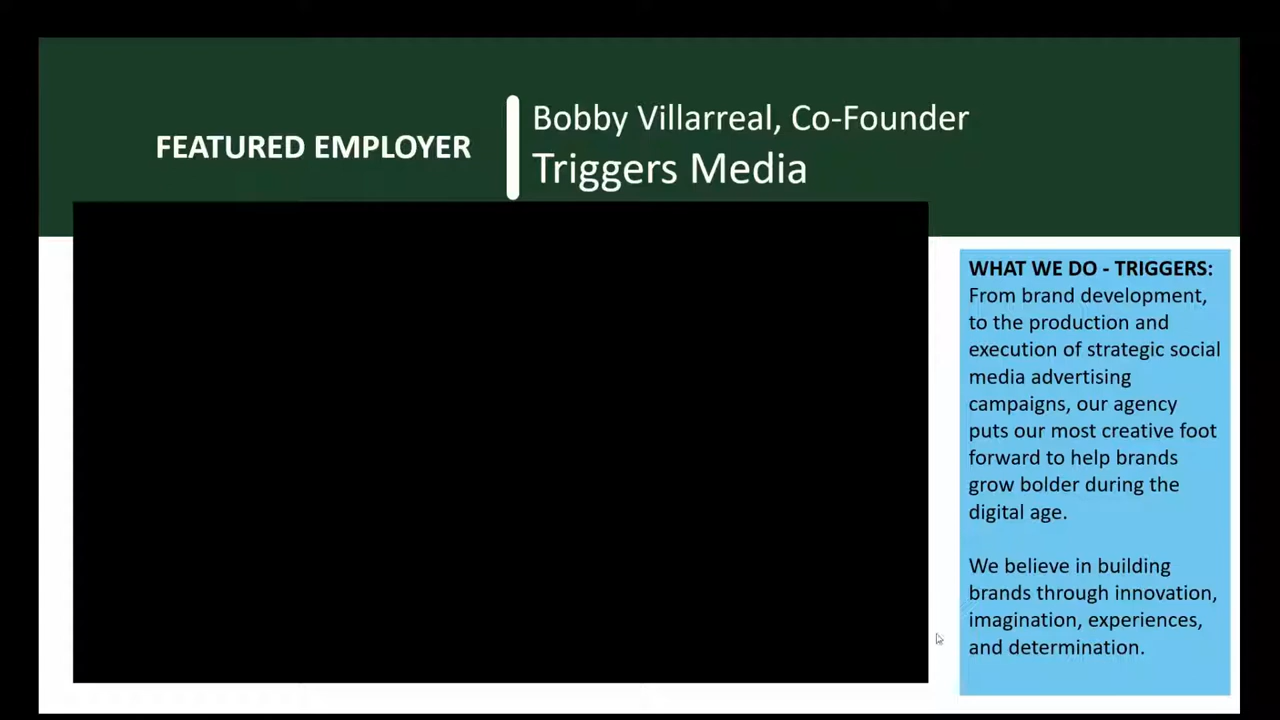 FEATURED EMPLOYER
Bobby Villarreal, Co-Founder
Triggers Media
WHAT WE DO - TRIGGERS:
From brand development,
to the production and
execution of strategic social
media advertising
campaigns, our agency
puts our most creative foot
forward to help brands
grow bolder during the
digital age.
We believe in building
brands through innovation,
imagination, experiences,
and determination.